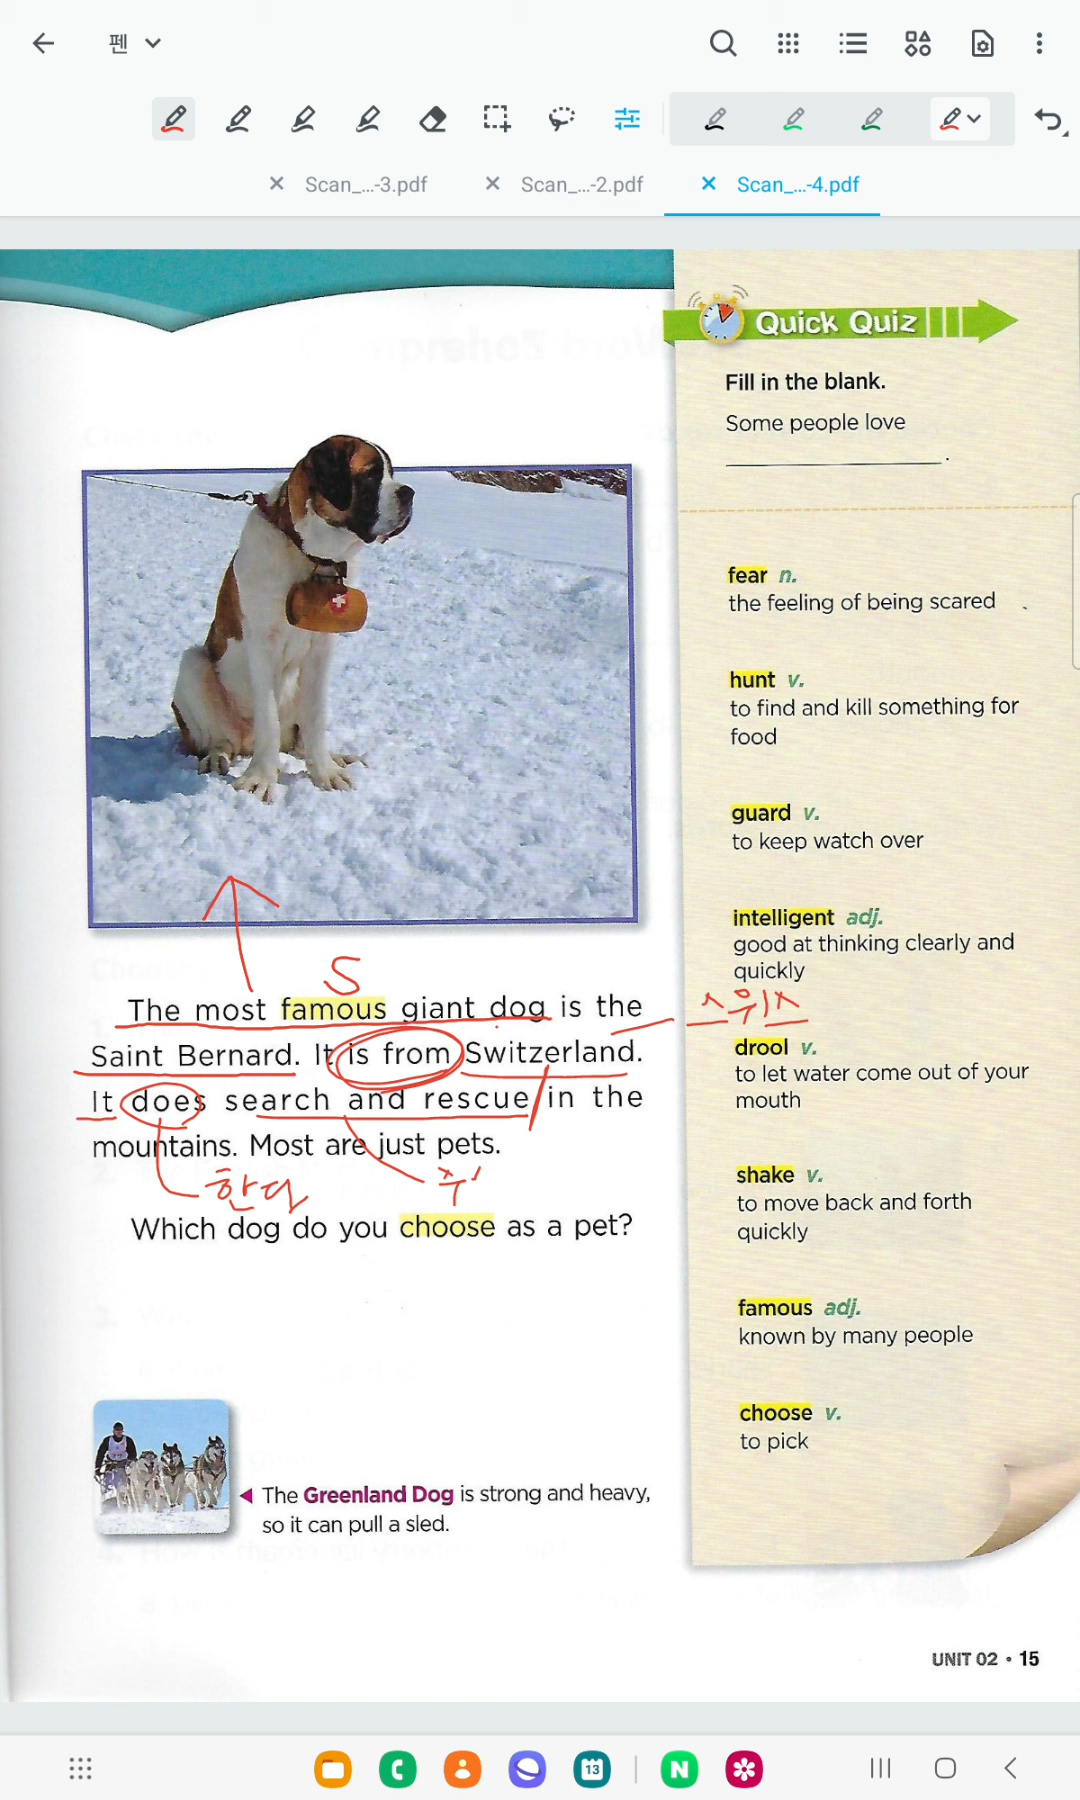 펜
Scan_...-3.pdf
Scan_...-2.pdf
Scan_...-4.pdf
Quick Quiz
Fill in the blank.
Some people love
____________________.
fear n.
the feeling of being scared
hunt v.
to find and kill something for
food
guard v.
to keep watch over
intelligent adj.
good at thinking clearly and
quickly
drool v.
to let water come out of your
mouth
shake v.
to move back and forth
quickly
famous adj.
known by many people
choose v.
to pick
S
The most famous giant dog is the
스위스
Saint Bernard. It is from Switzerland.
It does search and rescue in the
mountains. Most are just pets.
한다
Which dog do you choose as a pet?
The Greenland Dog is strong and heavy,
so it can pull a sled.
UNIT 02 • 15
13
N